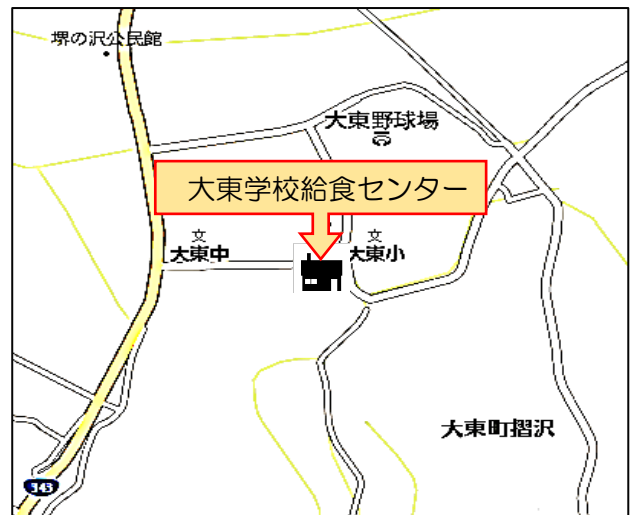 堺の沢公民館
大東野球場
大東学校給食センター
文
大東中
文
大東小
大東町摺沢
343